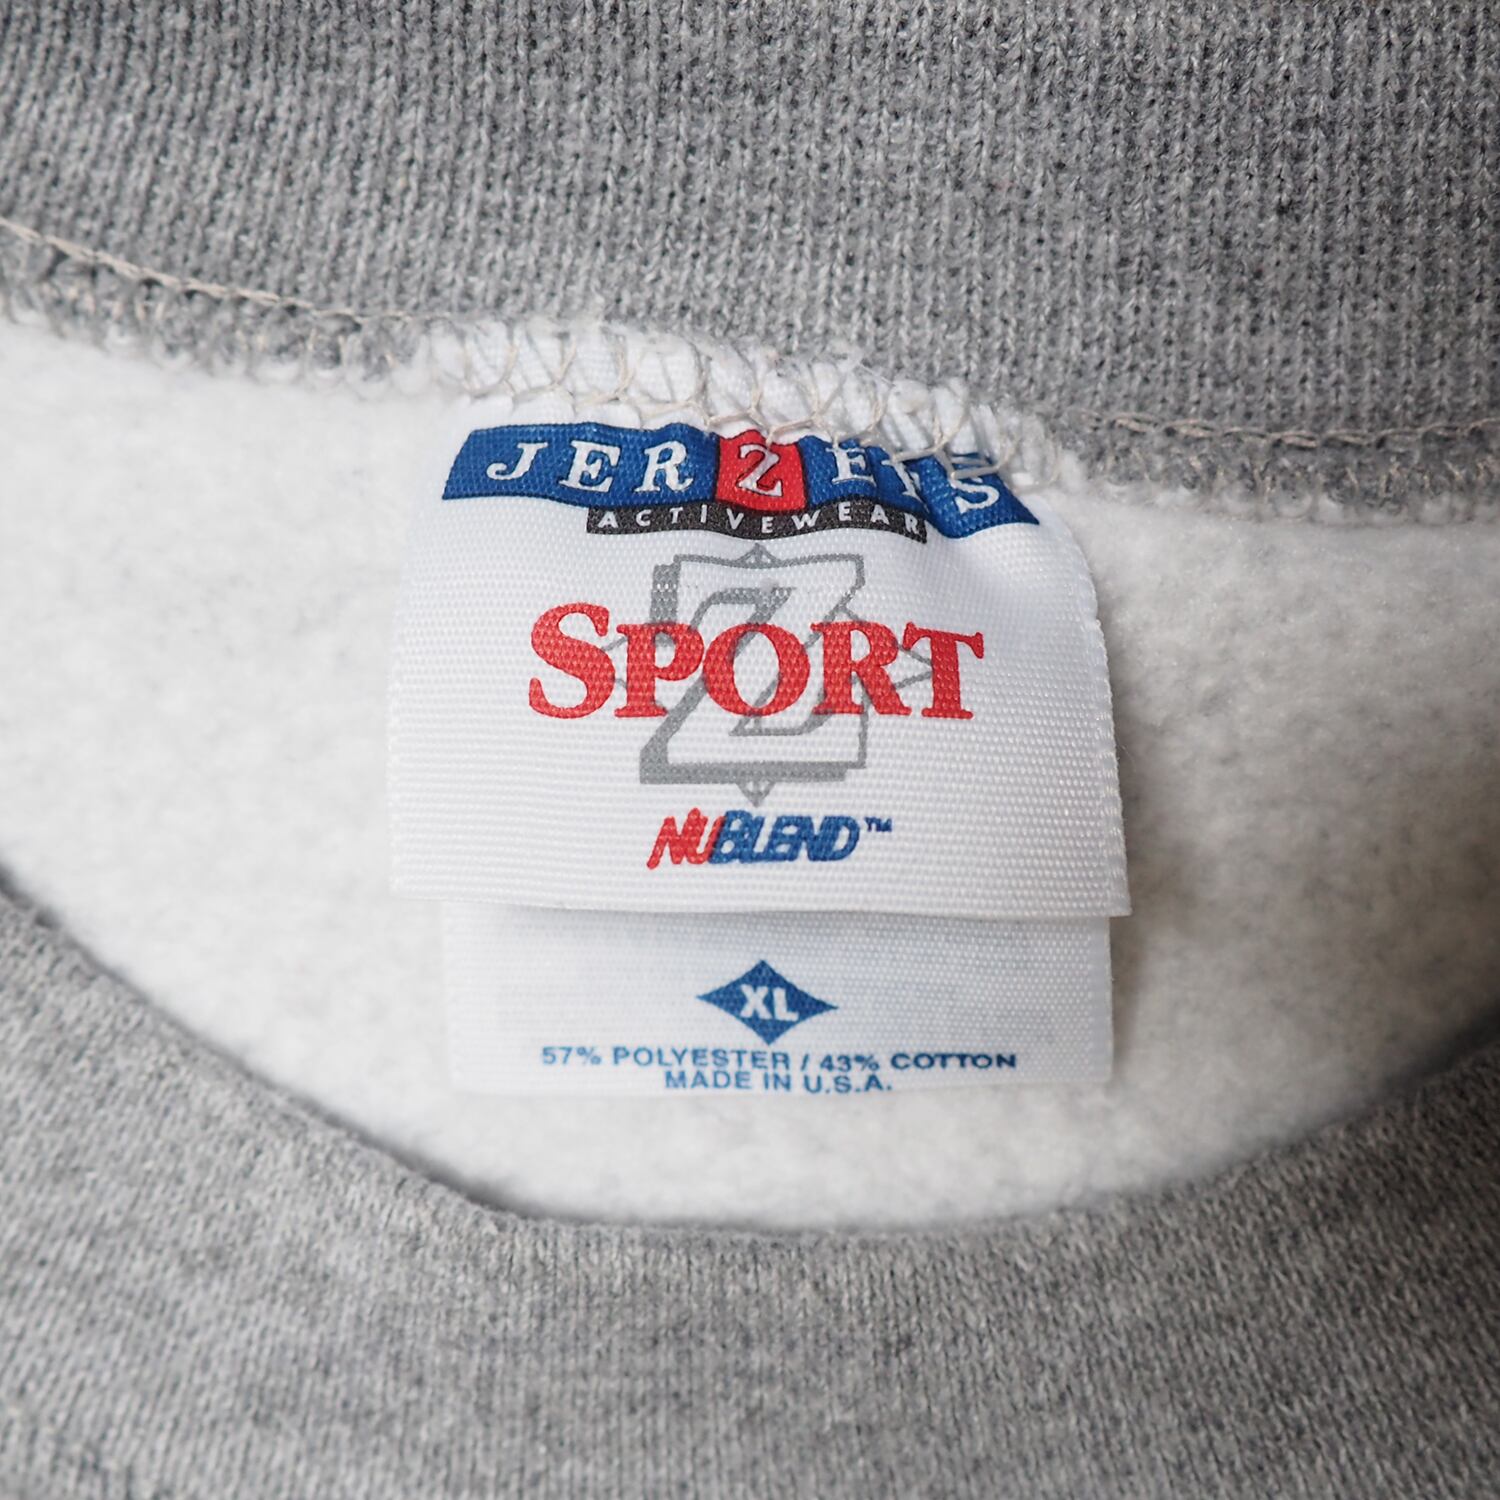 JERZEES
ACTIVEWEAR
SPORT
NUBLEND™
XL
57% POLYESTER / 43% COTTON
MADE IN U.S.A.